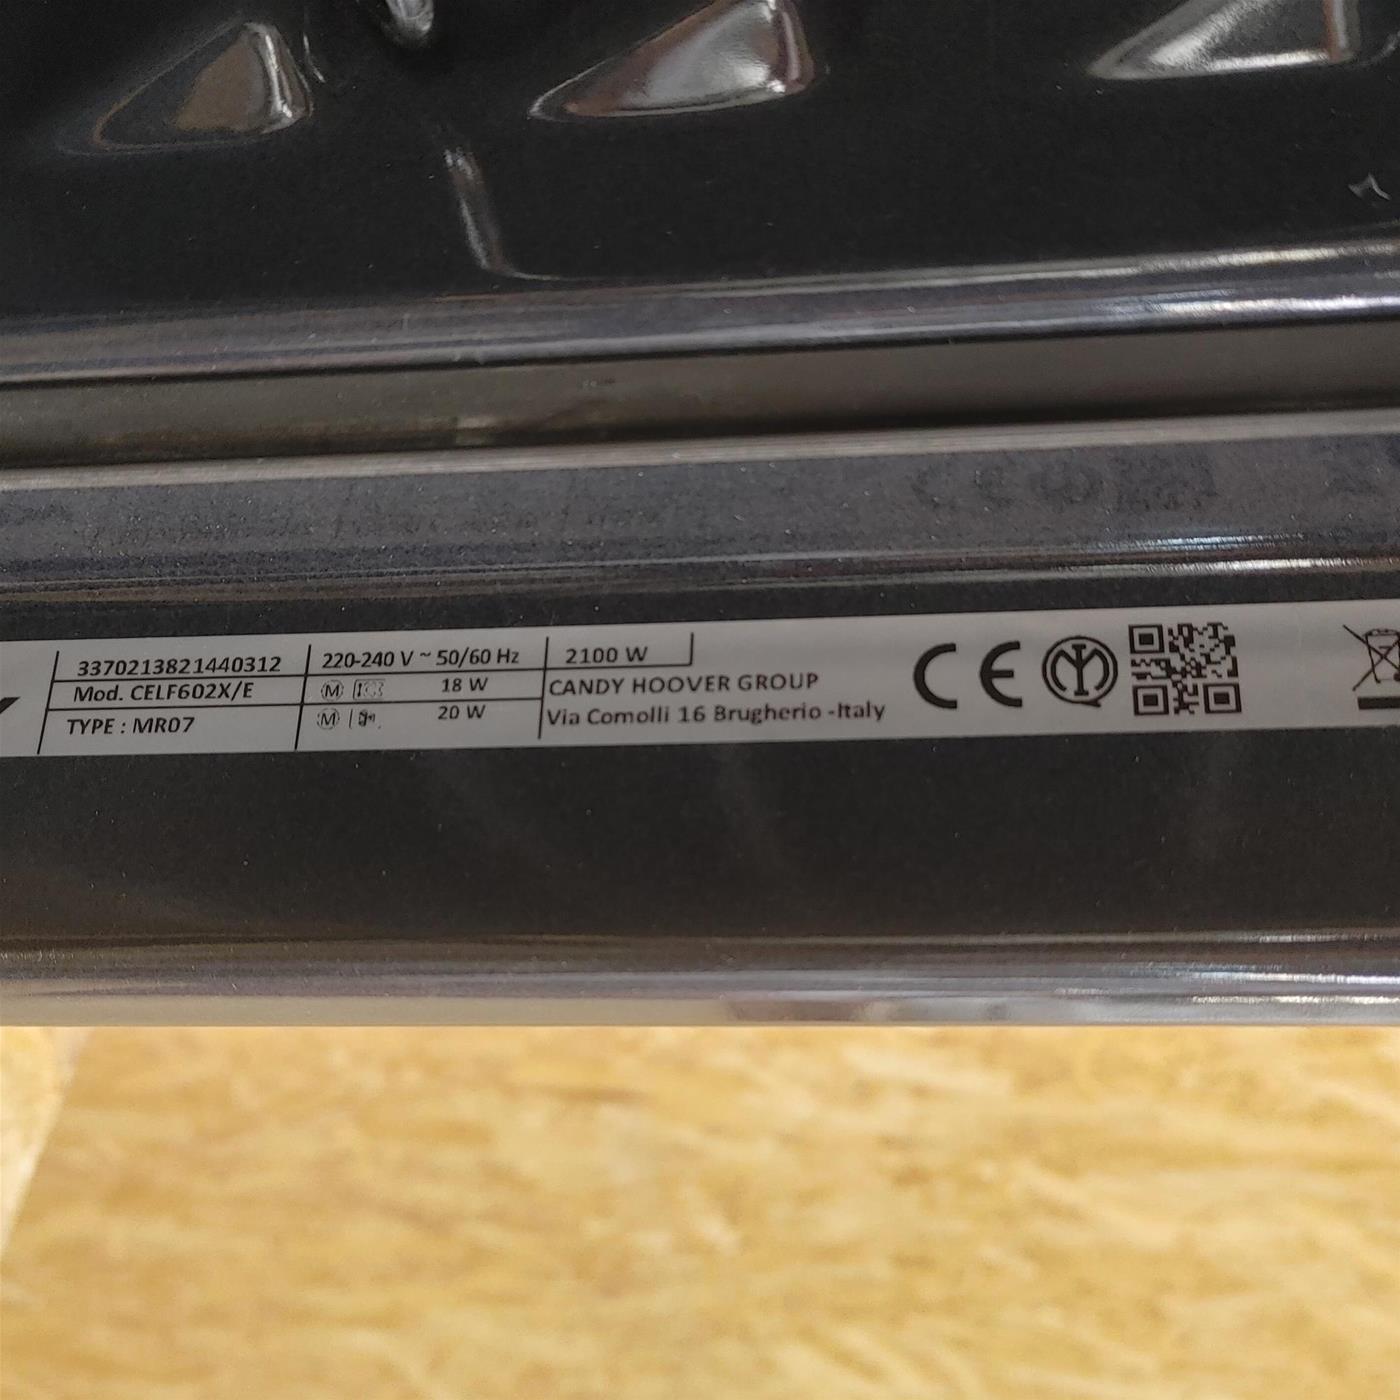 3370213821440312
Mod. CELF602X/E
TYPE : MR07
220-240 V ~ 50/60 Hz
M 18 W
M 20 W
2100 W
CANDY HOOVER GROUP
Via Comolli 16 Brugherio -Italy
CE